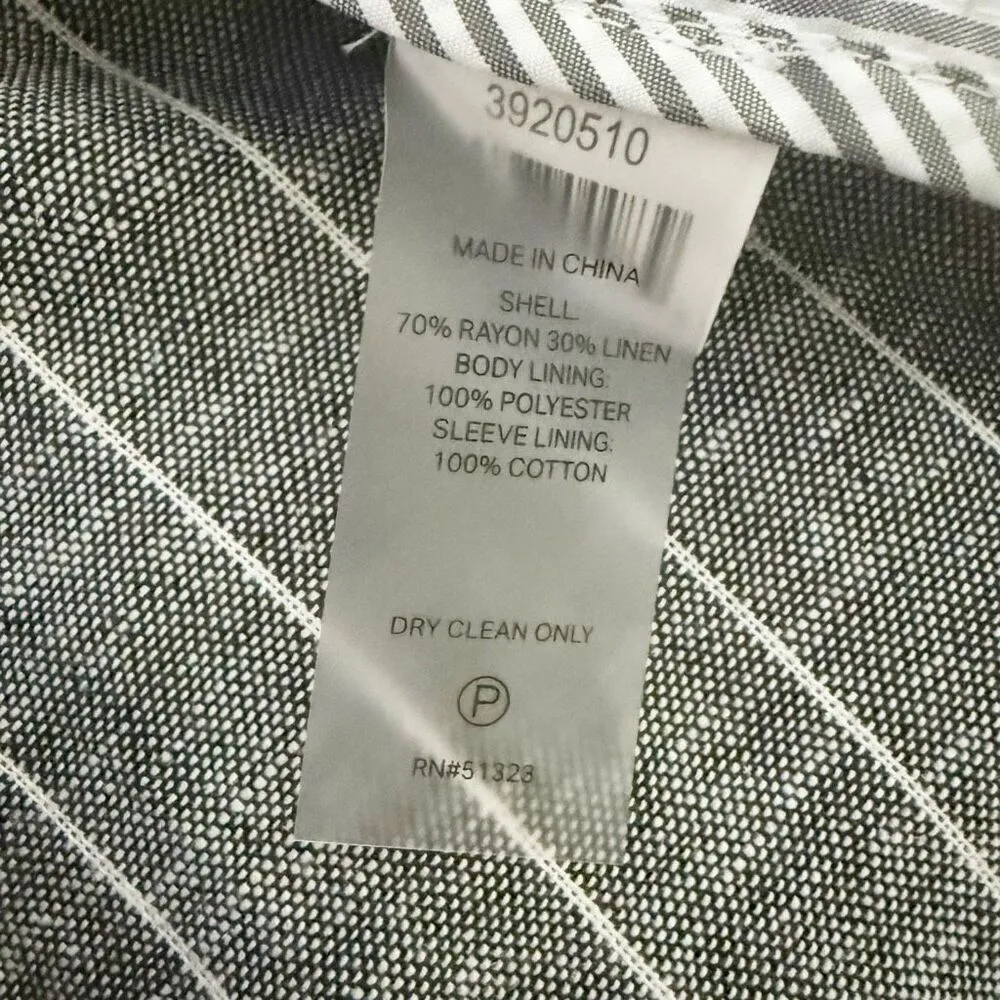 3920510
MADE IN CHINA
SHELL:
70% RAYON 30% LINEN
BODY LINING:
100% POLYESTER
SLEEVE LINING:
100% COTTON
DRY CLEAN ONLY
P
RN#51323